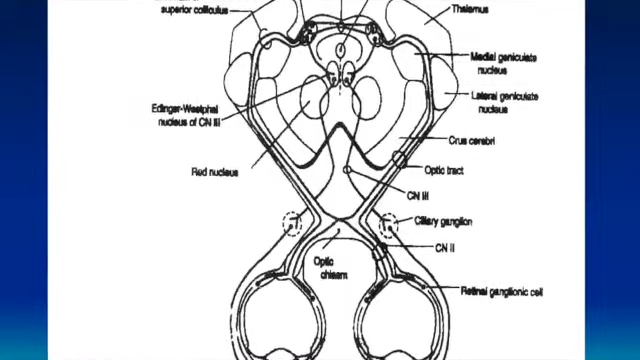 superior colliculus
Thalamus
Medial geniculate
nucleus
Lateral geniculate
nucleus
Edinger-Westphal
nucleus of CN III
Crus cerebri
Red nucleus
Optic tract
CN III
Ciliary ganglion
CN II
Optic
chiasm
Retinal ganglionic cell